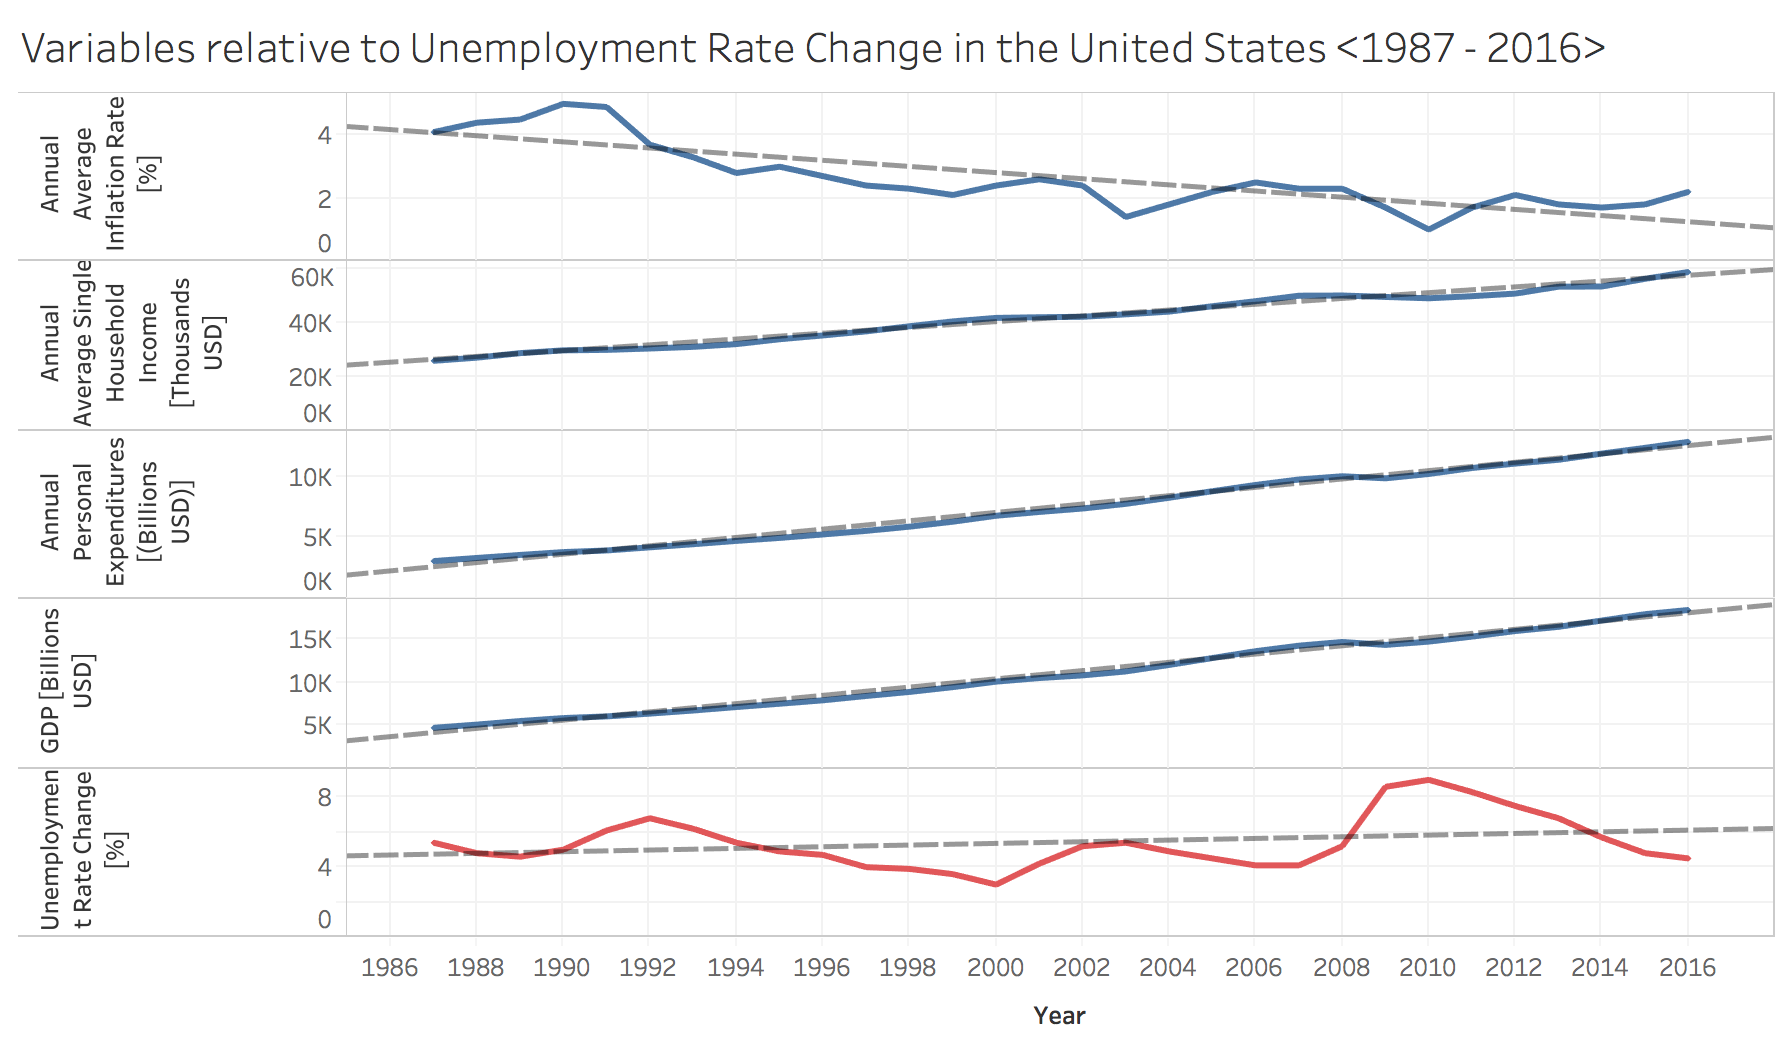 Variables relative to Unemployment Rate Change in the United States <1987 - 2016>
Annual
Average
Inflation Rate
[%]
4
2
0
Annual
Average Single
Household
Income
[Thousands
USD]
60K
40K
20K
0K
Annual
Personal
Expenditures
[(Billions
USD)]
10K
5K
0K
GDP [Billions
USD]
15K
10K
5K
Unemploymen
t Rate Change
[%]
8
4
0
1986 1988 1990 1992 1994 1996 1998 2000 2002 2004 2006 2008 2010 2012 2014 2016
Year